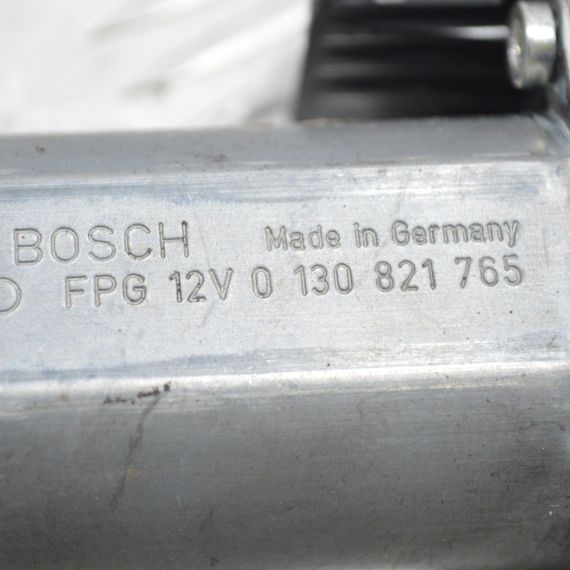 BOSCH Made in Germany
FPG 12V 0 130 821 765